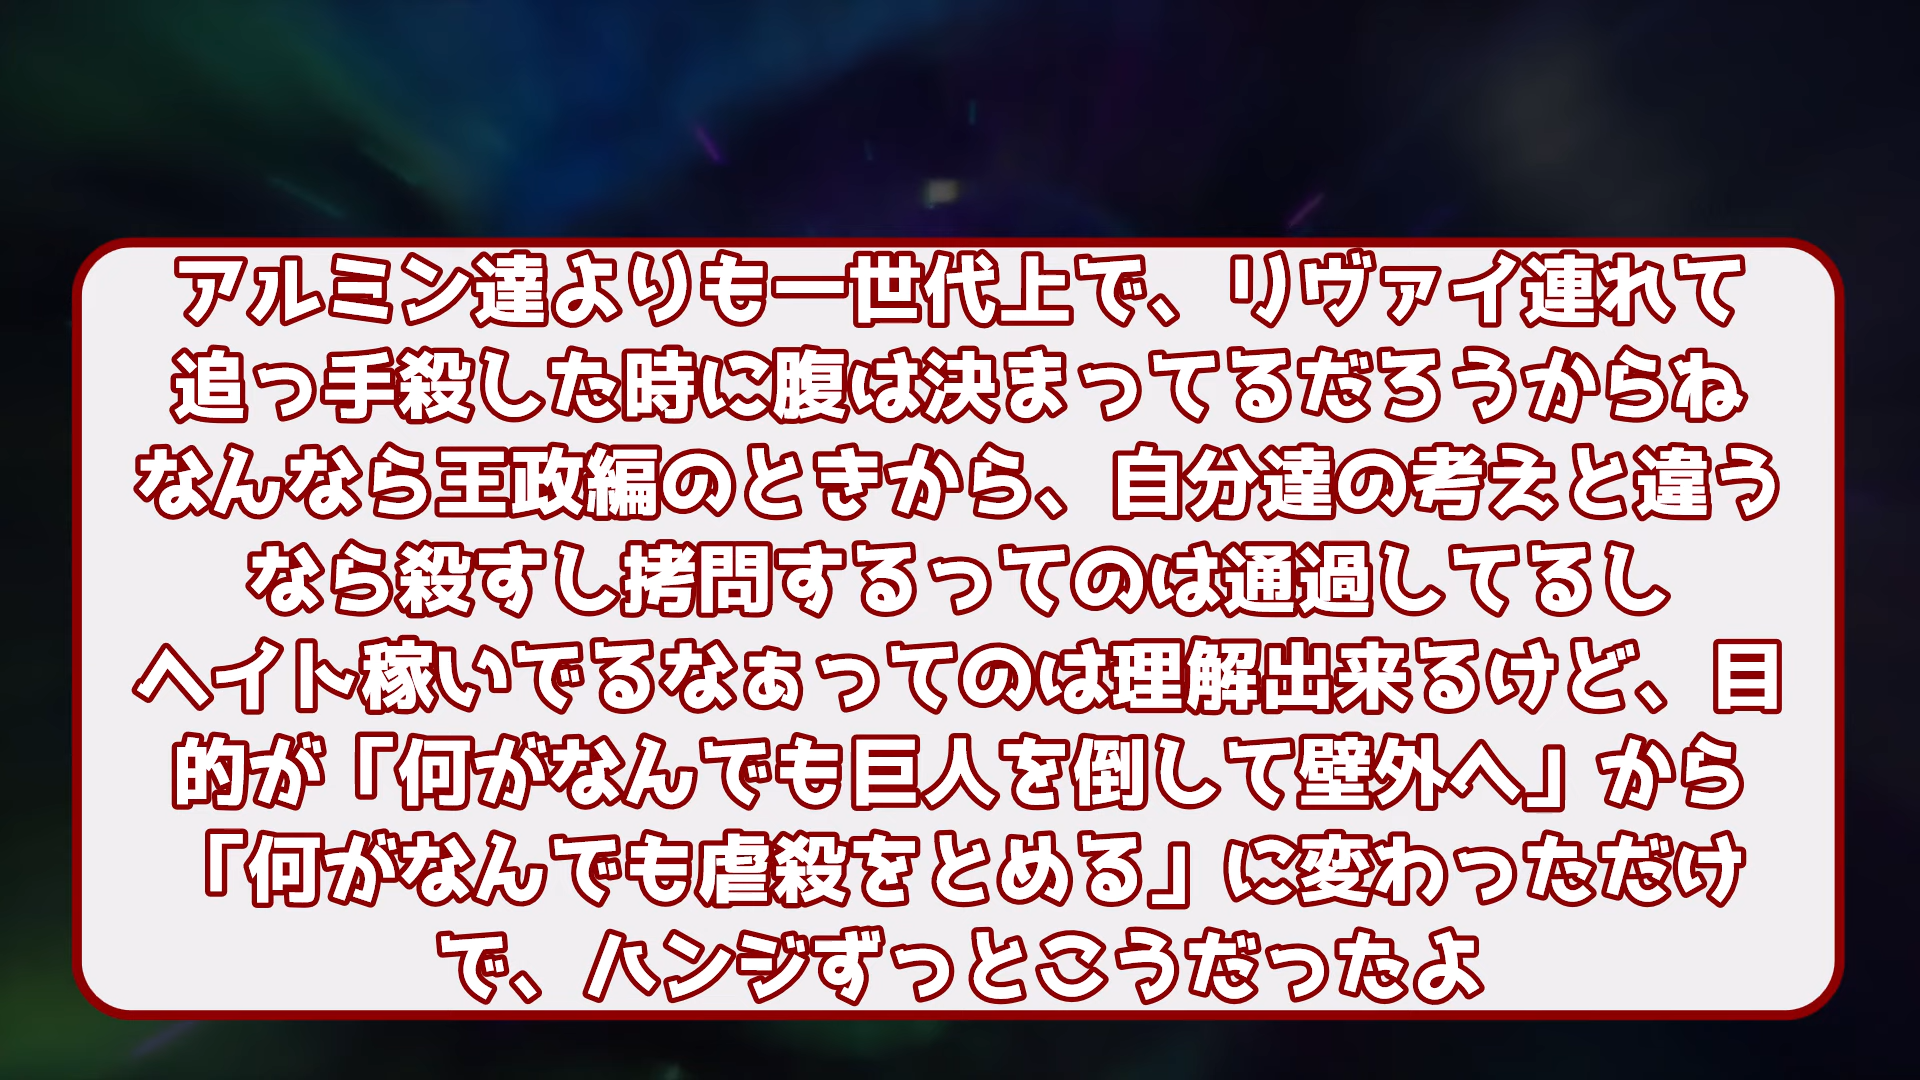 アルミン達よりも一世代上で、リヴァイ連れて
追っ手殺した時に腹は決まってるだろうからね
なんなら王政編のときから、自分達の考えと違う
なら殺すし拷問するってのは通過してるし
ヘイト稼いでるなぁってのは理解出来るけど、目
的が「何がなんでも巨人を倒して壁外へ」から
「何がなんでも虐殺をとめる」に変わっただけ
で、ハンジずっとこうだったよ